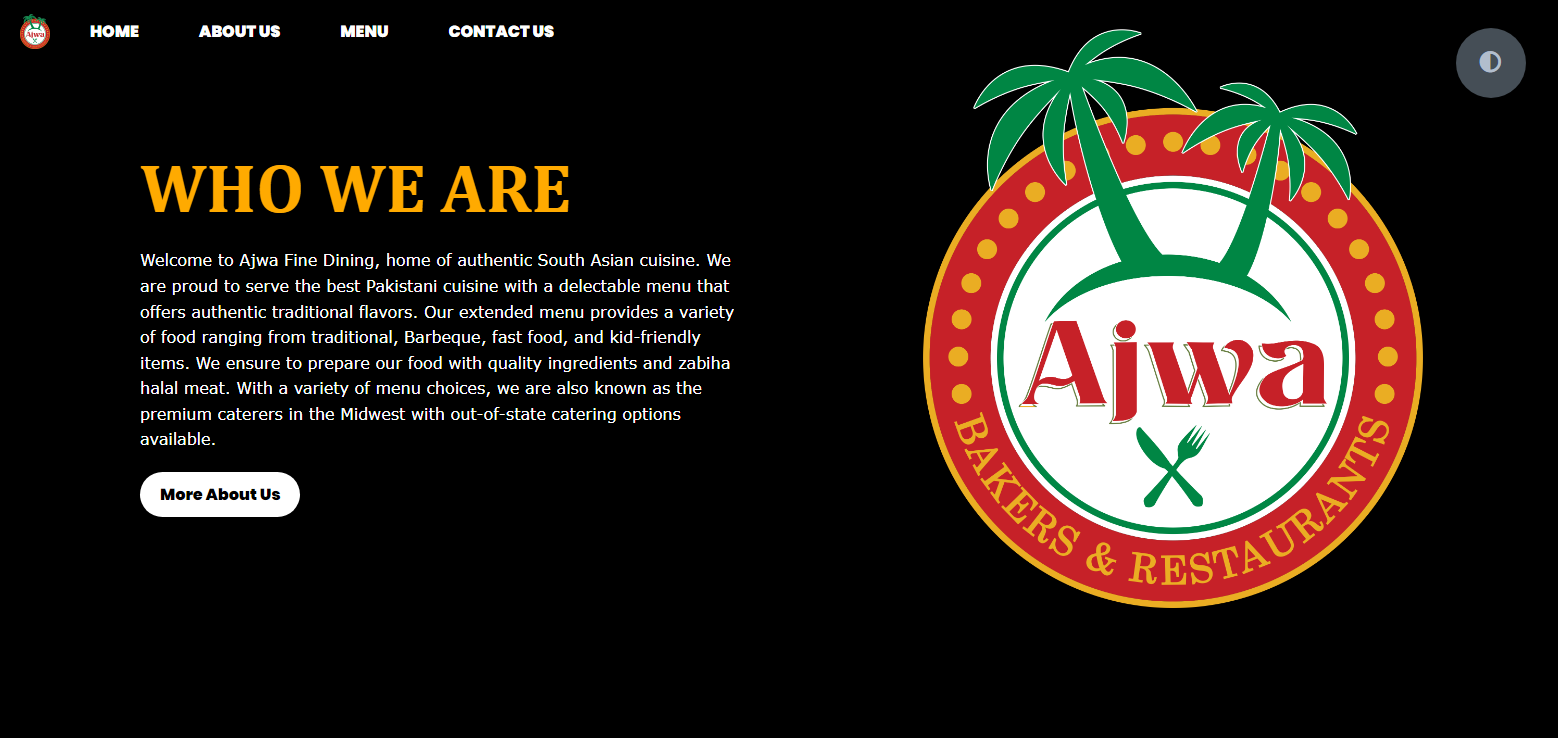 Ajwa
HOME ABOUT US MENU CONTACT US
WHO WE ARE
Welcome to Ajwa Fine Dining, home of authentic South Asian cuisine. We
are proud to serve the best Pakistani cuisine with a delectable menu that
offers authentic traditional flavors. Our extended menu provides a variety
of food ranging from traditional, Barbeque, fast food, and kid-friendly
items. We ensure to prepare our food with quality ingredients and zabiha
halal meat. With a variety of menu choices, we are also known as the
premium caterers in the Midwest with out-of-state catering options
available.
More About Us
Ajwa
BAKERS & RESTAURANTS